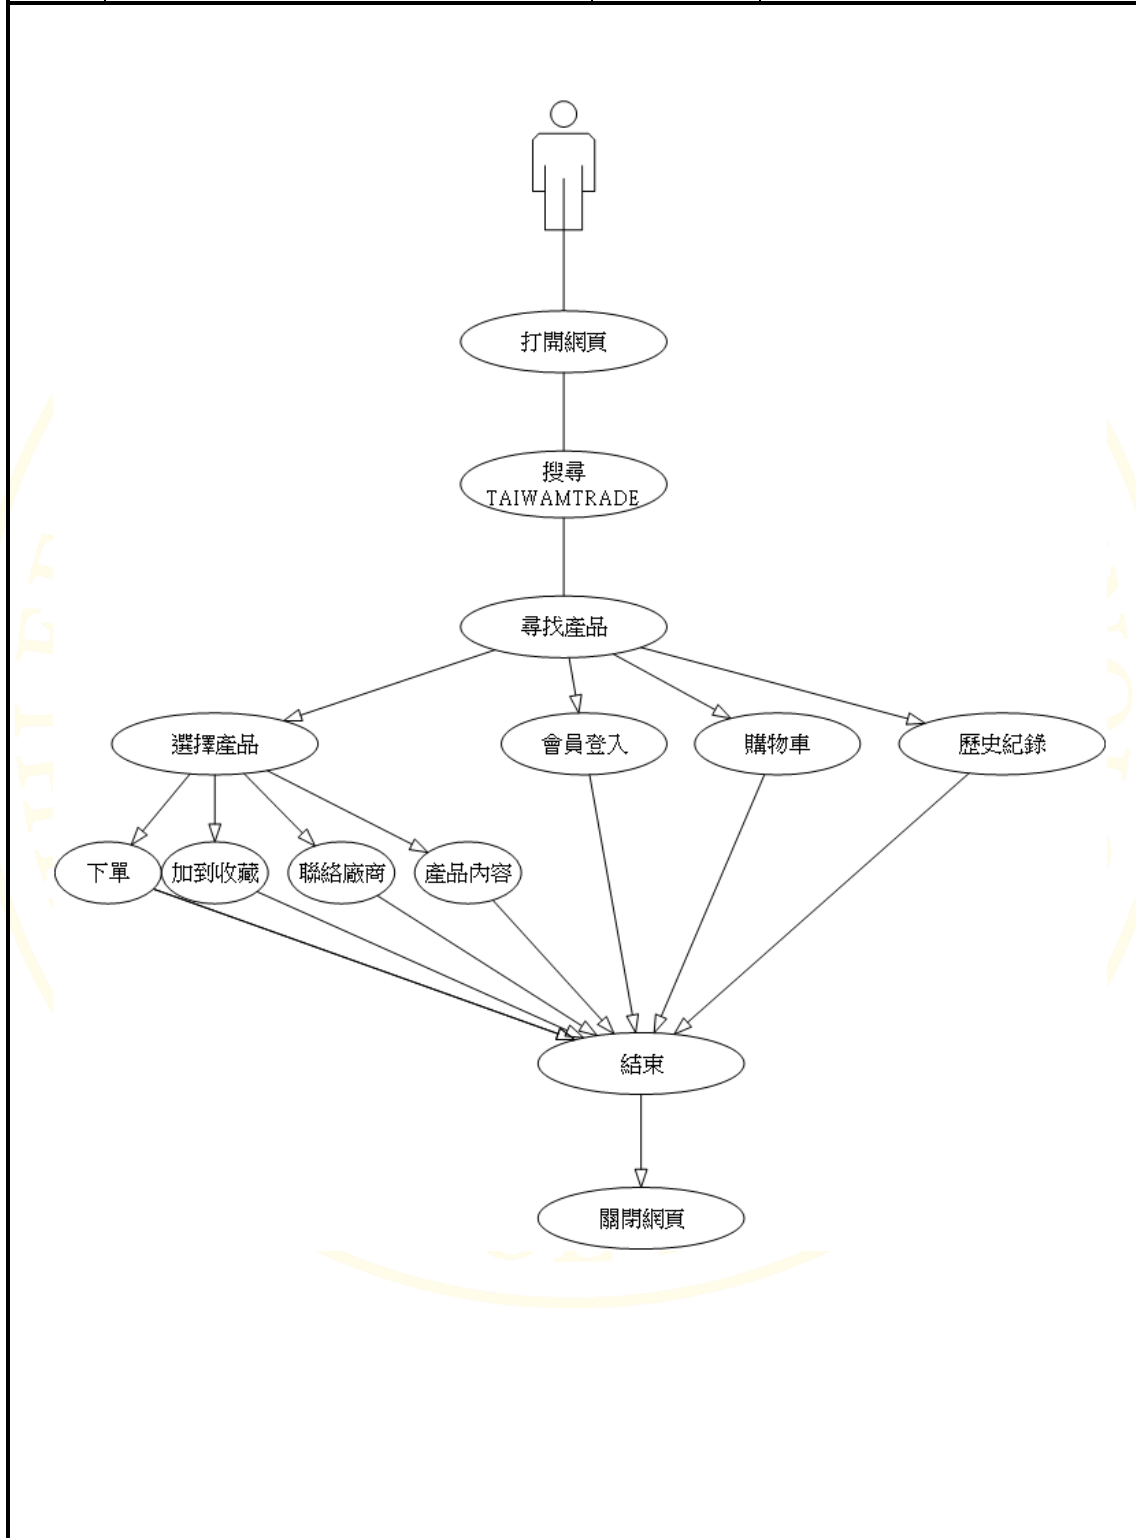 打開網頁
搜尋
TAIWAMTRADE
尋找產品
選擇產品
會員登入
購物車
歷史紀錄
下單
加到收藏
聯絡廠商
產品內容
結束
關閉網頁